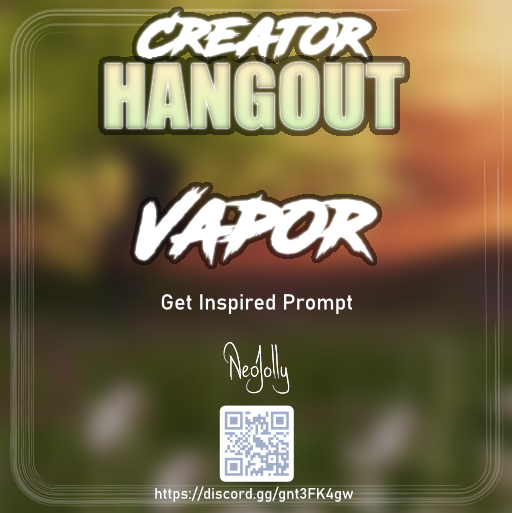 CREATOR
HANGOUT
VAPOR
Get Inspired Prompt
NeoJolly
https://discord.gg/gnt3FK4gw